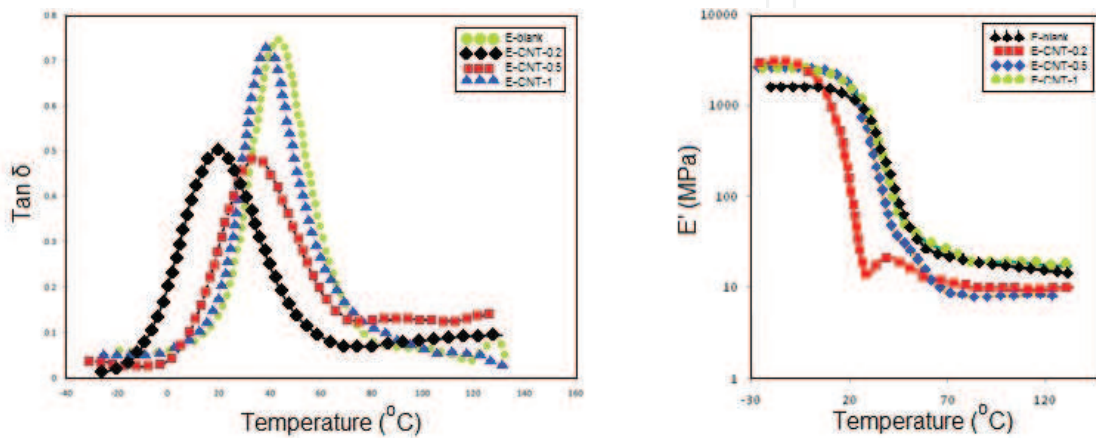 0.8
0.7
0.6
0.5
0.4
0.3
0.2
0.1
0
-40 -20 0 20 40 60 80 100 120 140 160
Tan δ
Temperature (°C)
E-blank
E-CNT-0.2
E-CNT-0.5
E-CNT-1
10000
1000
100
10
1
-30 20 70 120
E' (MPa)
Temperature (°C)
E-blank
E-CNT-0.2
E-CNT-0.5
E-CNT-1